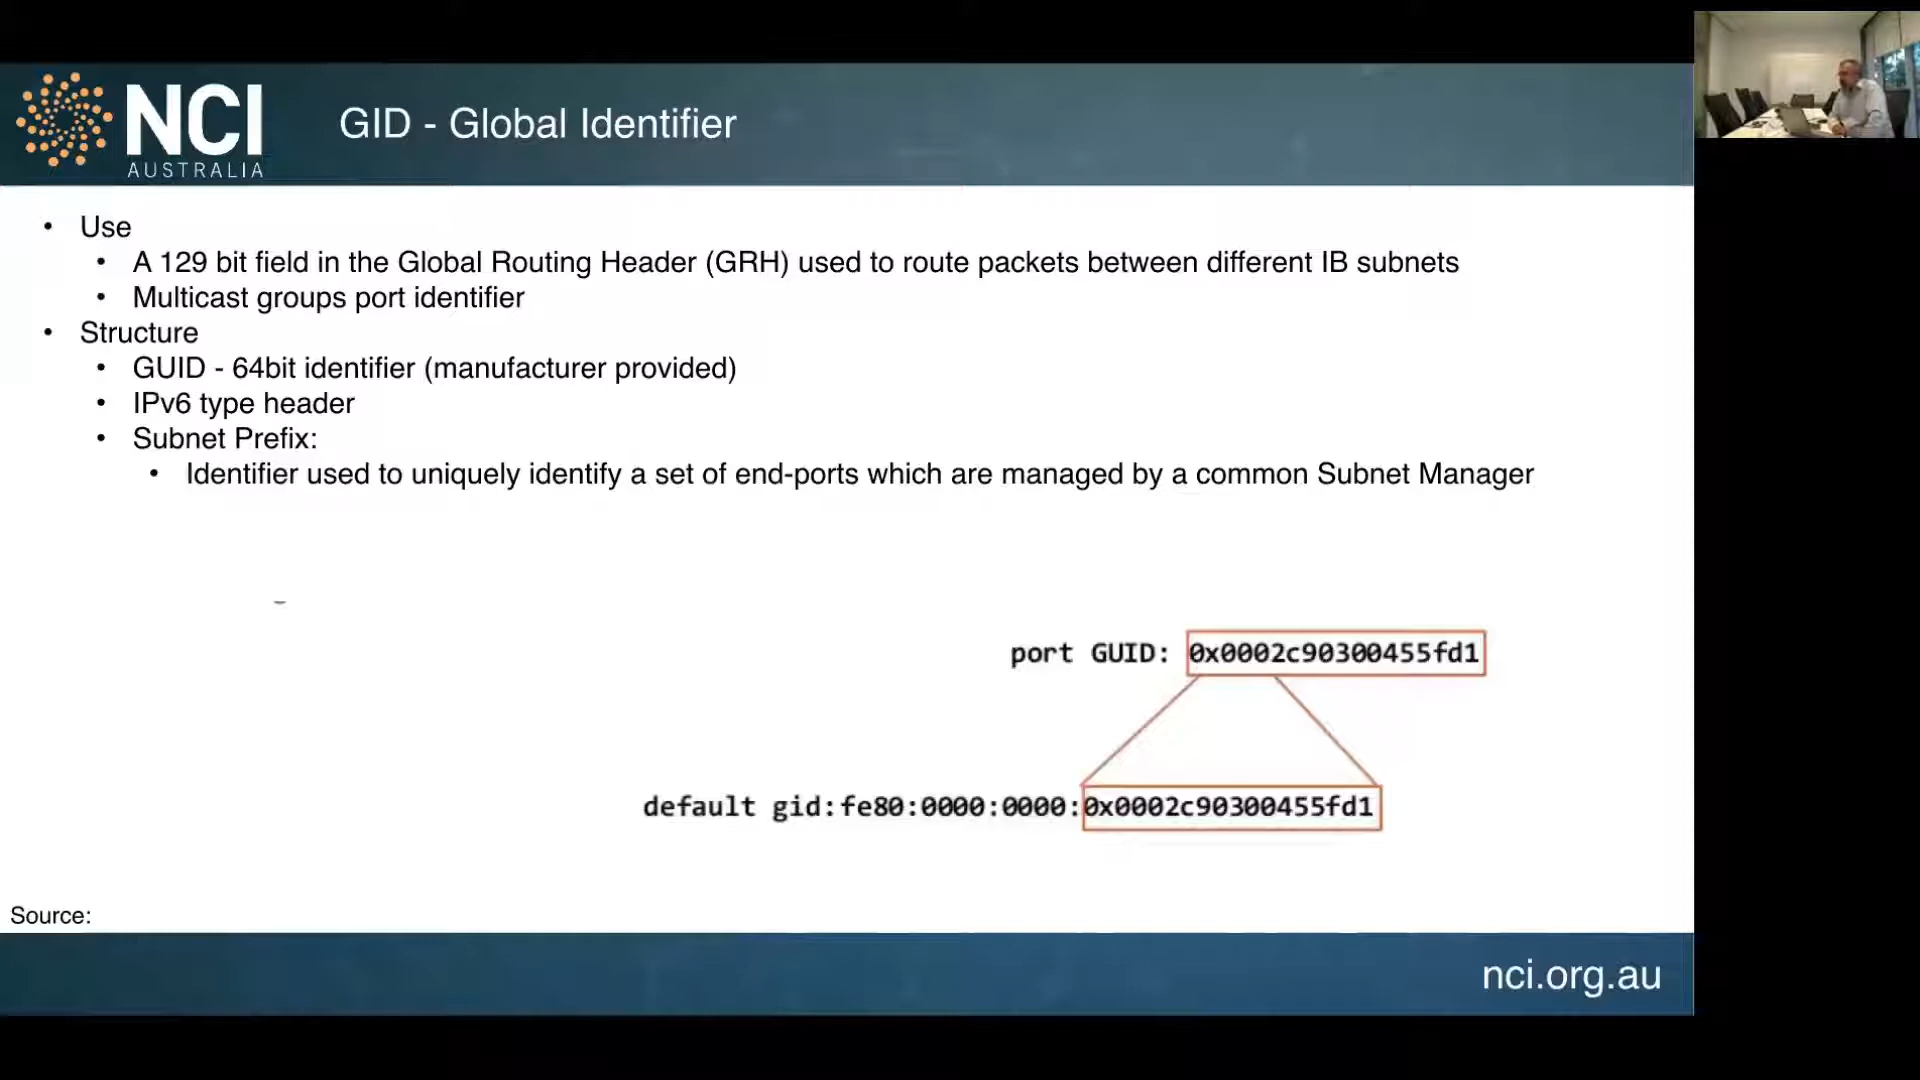 NCI
AUSTRALIA
GID - Global Identifier
• Use
• A 129 bit field in the Global Routing Header (GRH) used to route packets between different IB subnets
• Multicast groups port identifier
• Structure
• GUID - 64bit identifier (manufacturer provided)
• IPv6 type header
• Subnet Prefix:
• Identifier used to uniquely identify a set of end-ports which are managed by a common Subnet Manager
port GUID: 0x0002c90300455fd1
default gid:fe80:0000:0000:0x0002c90300455fd1
Source:
nci.org.au